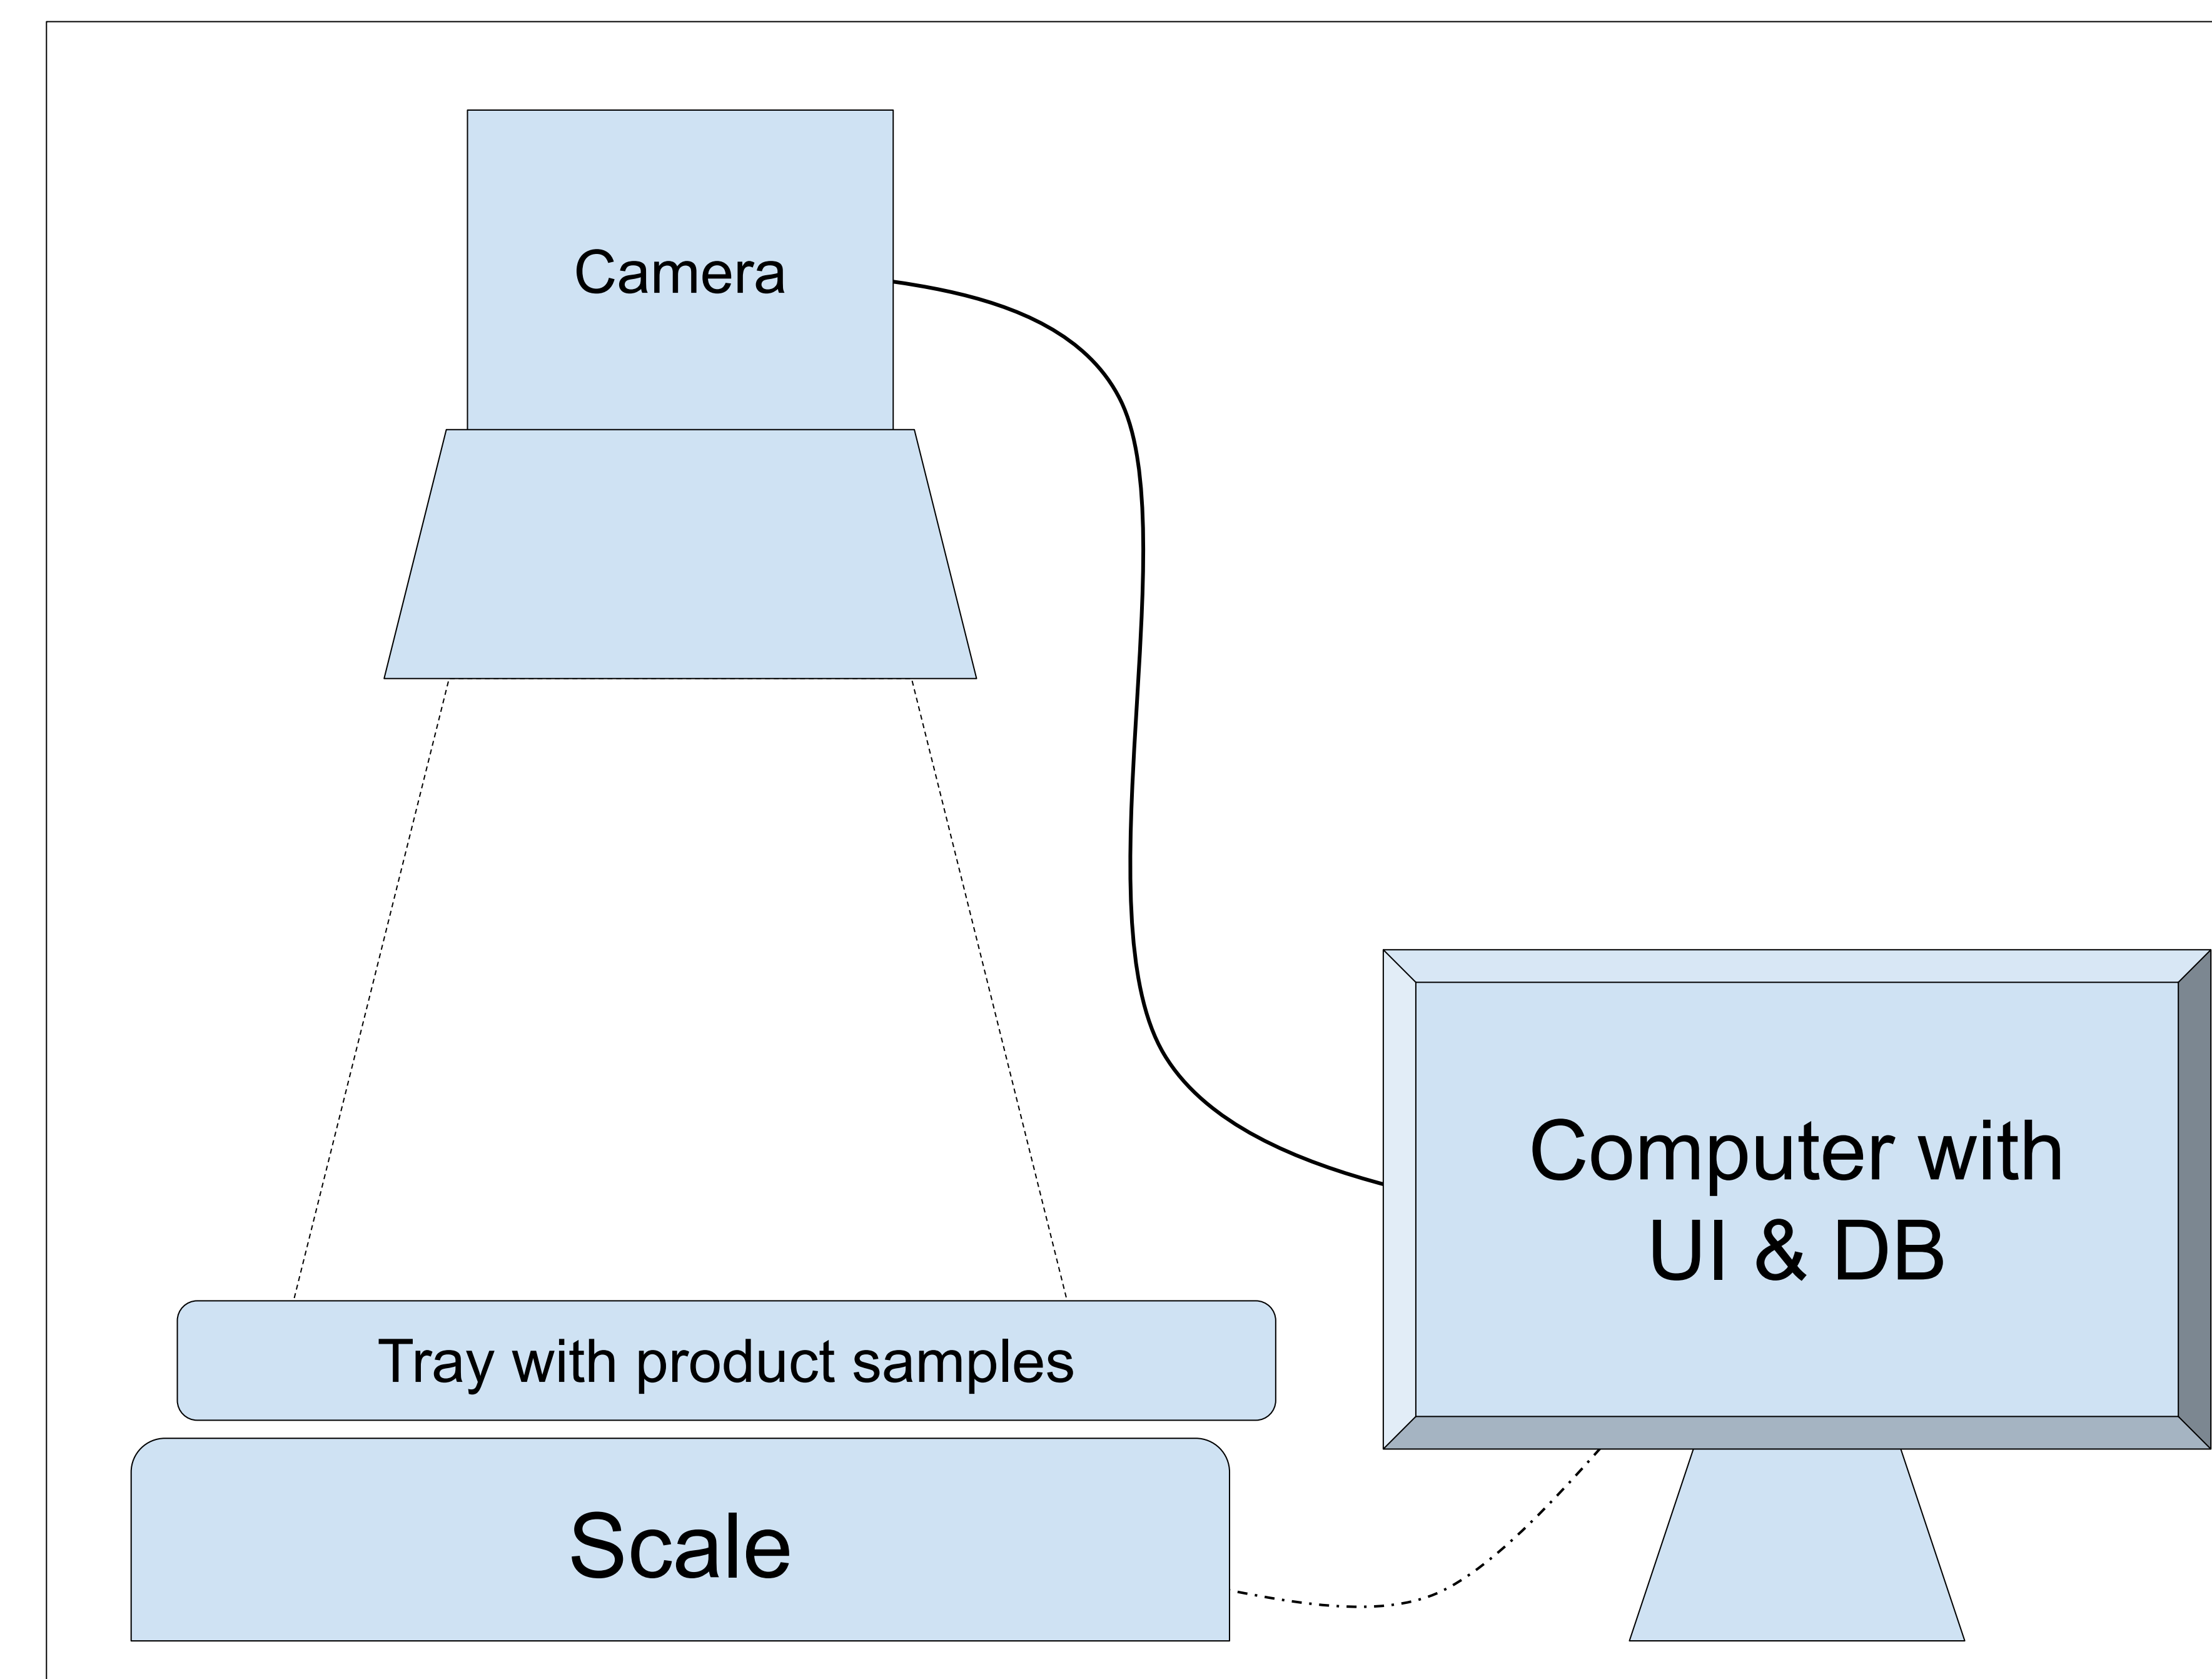 Camera
Computer with
UI & DB
Tray with product samples
Scale